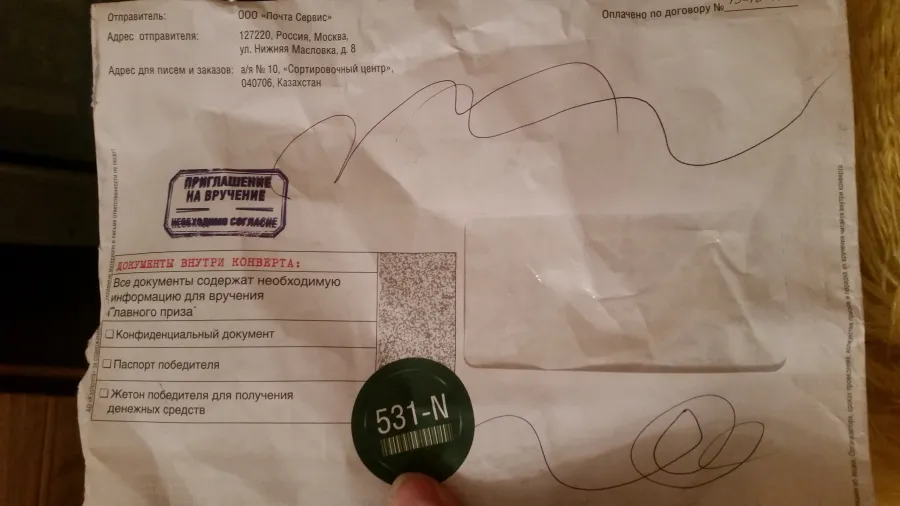 Отправитель: ООО «Почта Сервис»
Адрес отправителя: 127220, Россия, Москва,
ул. Нижняя Масловка, д. 8
Адрес для писем и заказов: а/я № 10, «Сортировочный центр»,
040706, Казахстан
Оплачено по договору №
ПРИГЛАШЕНИЕ
НА ВРУЧЕНИЕ
НЕОБХОДИМО СОГЛАСИЕ
ДОКУМЕНТЫ ВНУТРИ КОНВЕРТА:
Все документы содержат необходимую
информацию для вручения
Главного приза
Конфиденциальный документ
Паспорт победителя
Жетон победителя для получения
денежных средств
531-N